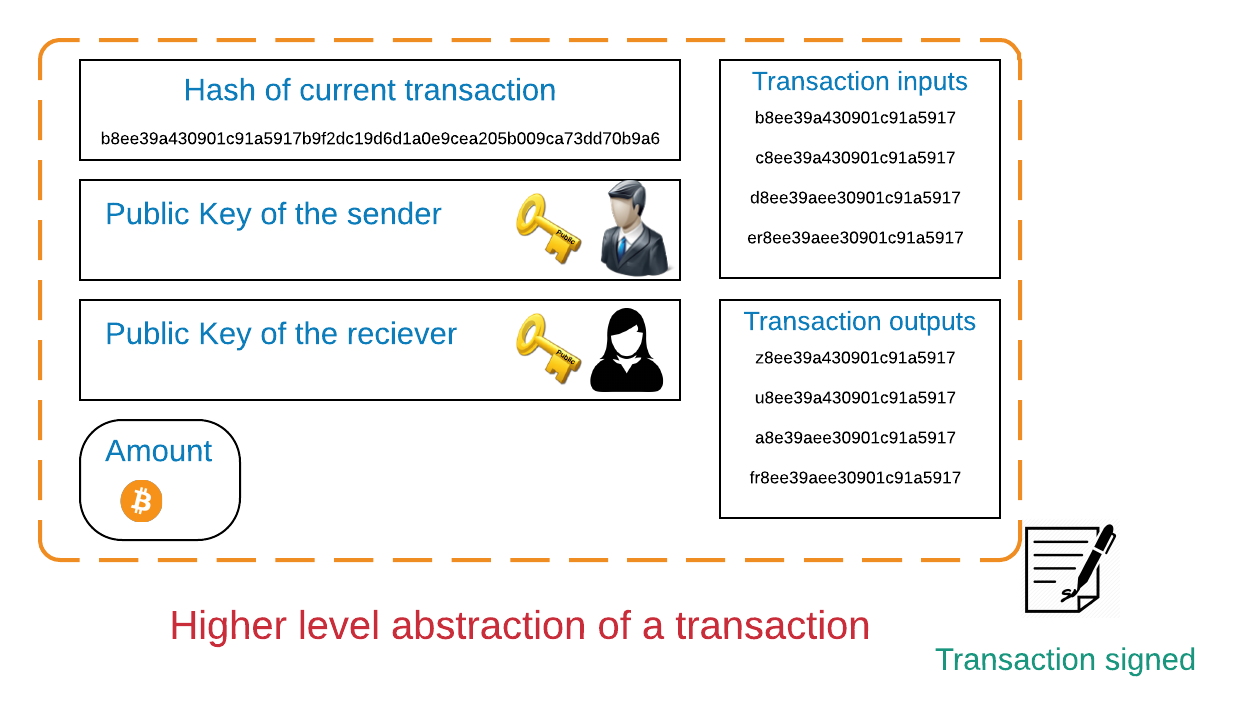 Hash of current transaction
b8ee39a430901c91a5917b9f2dc19d6d1a0e9cea205b009ca73dd70b9a6
Public Key of the sender
Public
Public Key of the reciever
Public
Amount
Transaction inputs
b8ee39a430901c91a5917
c8ee39a430901c91a5917
d8ee39aee30901c91a5917
er8ee39aee30901c91a5917
Transaction outputs
z8ee39a430901c91a5917
u8ee39a430901c91a5917
a8e39aee30901c91a5917
fr8ee39aee30901c91a5917
Higher level abstraction of a transaction
Transaction signed